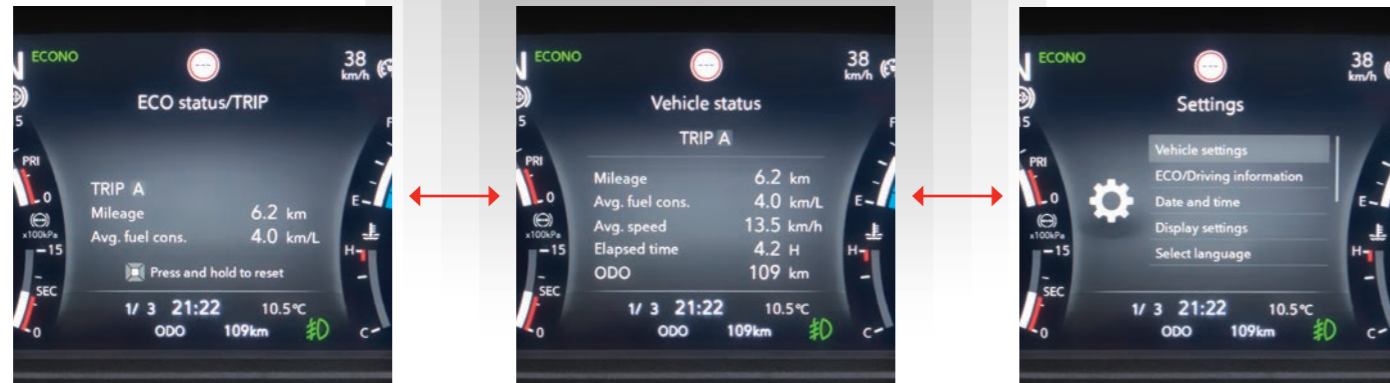 ECONO
38
km/h
ECO status/TRIP
5
F
PRI
0
x100kPa
15
SEC
0
TRIP A
Mileage 6.2 km
Avg. fuel cons. 4.0 km/L
Press and hold to reset
1/ 3 21:22 10.5°C
ODO 109km
E
H
C
ECONO
38
km/h
Vehicle status
5
TRIP A
PRI
0
x100kPa
15
SEC
0
Mileage 6.2 km
Avg. fuel cons. 4.0 km/L
Avg. speed 13.5 km/h
Elapsed time 4.2 H
ODO 109 km
1/ 3 21:22 10.5°C
ODO 109km
E
H
C
ECONO
38
km/h
Settings
15
PRI
0
x100kPa
15
SEC
0
Vehicle settings
ECO/Driving information
Date and time
Display settings
Select language
1/ 3 21:22 10.5°C
ODO 109km
E
H
C